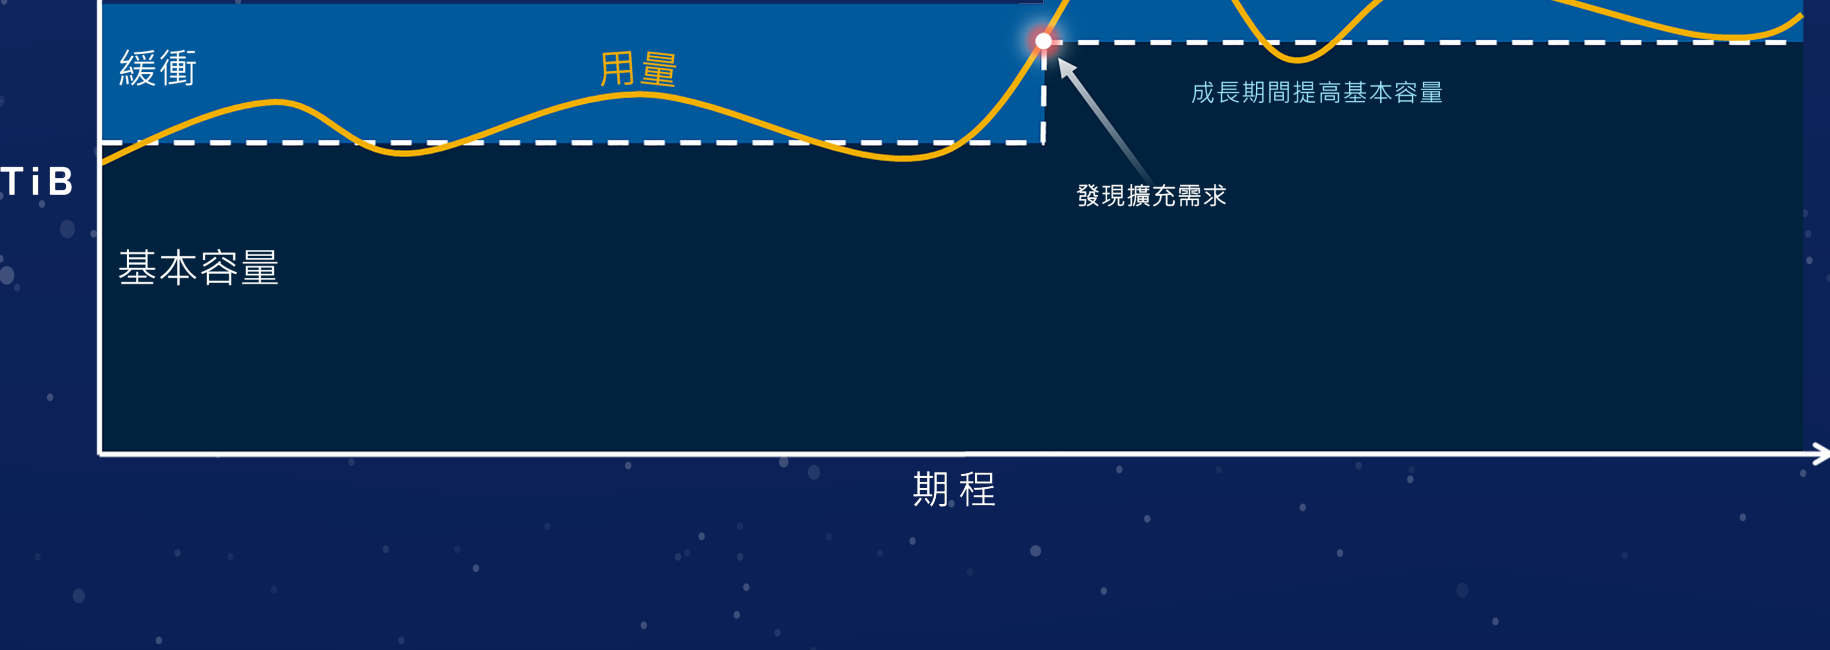 緩衝
用量
成長期間提高基本容量
TiB
發現擴充需求
基本容量
期程